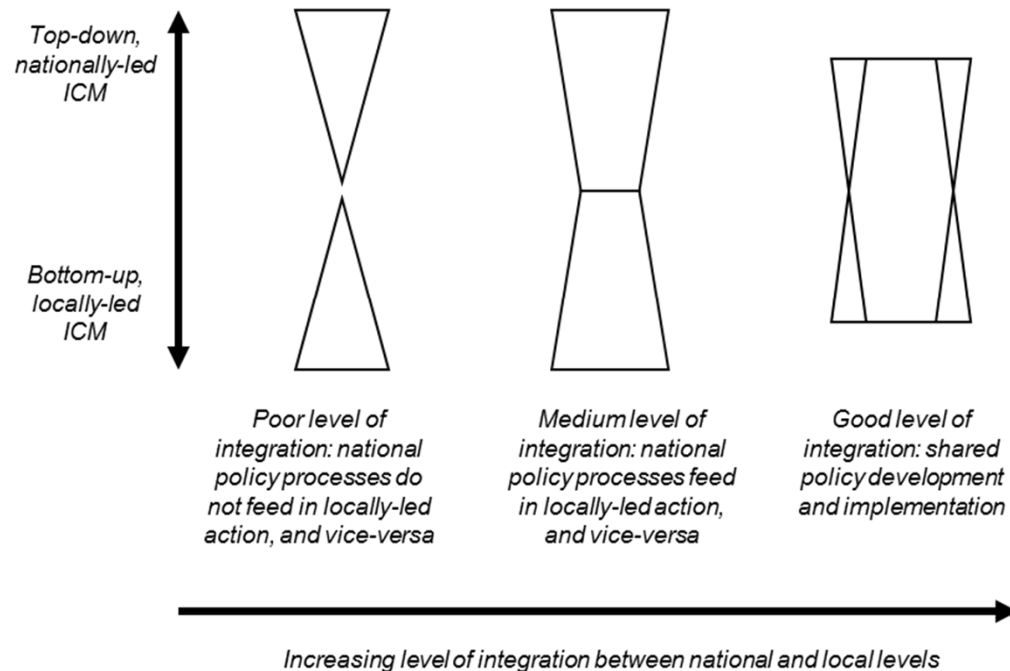 Top-down,
nationally-led
ICM
Bottom-up,
locally-led
ICM
Poor level of
integration: national
policy processes do
not feed in locally-led
action, and vice-versa
Medium level of
integration: national
policy processes feed
in locally-led action,
and vice-versa
Good level of
integration: shared
policy development
and implementation
Increasing level of integration between national and local levels